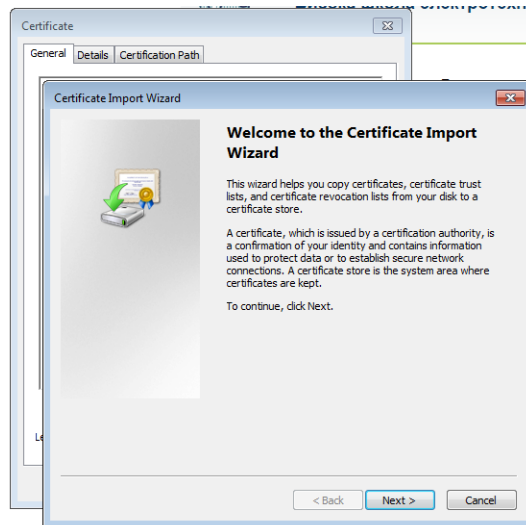 Certificate
General
Details
Certification Path
Certificate Import Wizard
Welcome to the Certificate Import
Wizard
This wizard helps you copy certificates, certificate trust
lists, and certificate revocation lists from your disk to a
certificate store.
A certificate, which is issued by a certification authority, is
a confirmation of your identity and contains information
used to protect data or to establish secure network
connections. A certificate store is the system area where
certificates are kept.
To continue, click Next.
< Back
Next >
Cancel